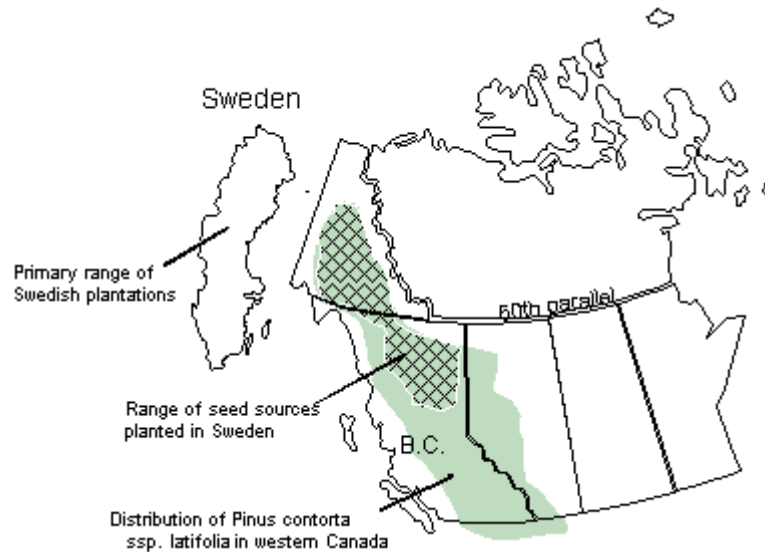 Sweden
Primary range of
Swedish plantations
60th parallel
Range of seed sources
planted in Sweden
B.C.
Distribution of Pinus contorta
ssp. latifolia in western Canada